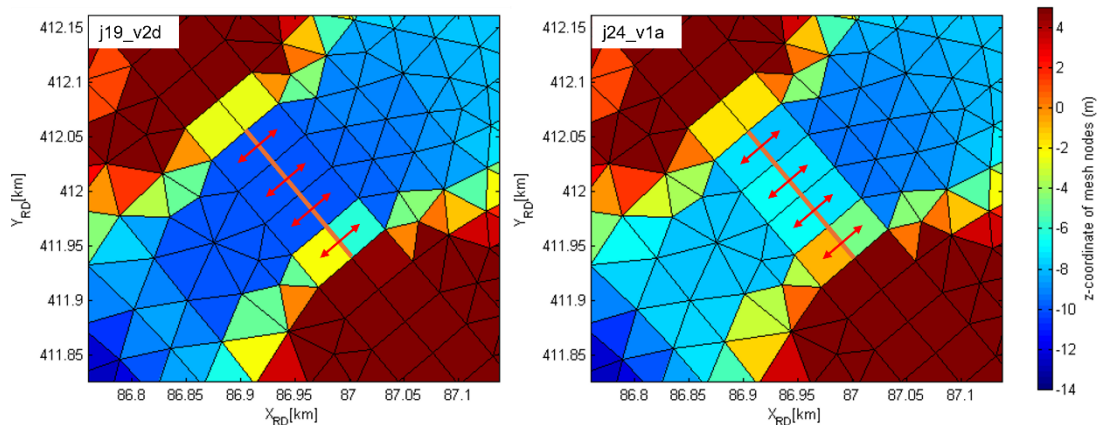 j19_v2d
412.15
412.1
412.05
412
411.95
411.9
411.85
Y_RD[km]
86.8 86.85 86.9 86.95 87 87.05 87.1
X_RD[km]
j24_v1a
412.15
412.1
412.05
412
411.95
411.9
411.85
Y_RD[km]
86.8 86.85 86.9 86.95 87 87.05 87.1
X_RD[km]
4
2
0
-2
-4
-6
-8
-10
-12
-14
z-coordinate of mesh nodes (m)